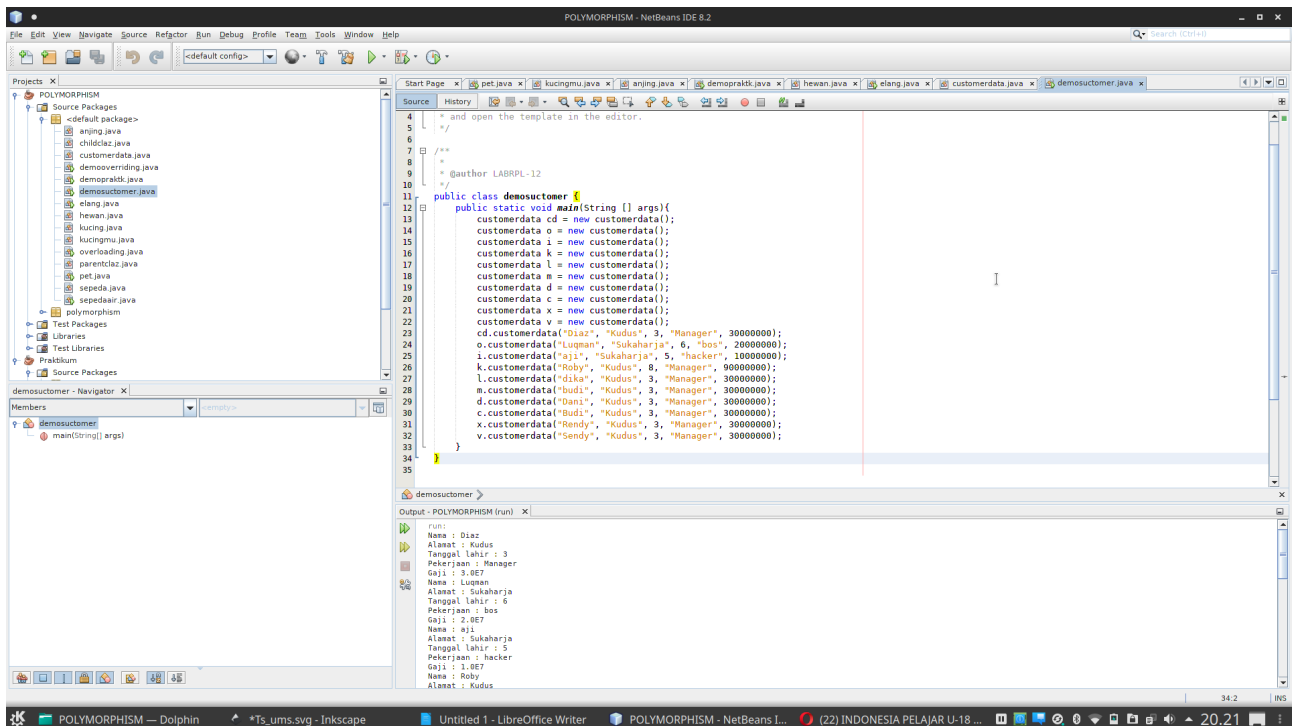 POLYMORPHISM - NetBeans IDE 8.2
File Edit View Navigate Source Refactor Run Debug Profile Team Tools Window Help
Search (Ctrl+I)
<default config>
Projects
Start Page pet.java kucingmu.java anjing.java demopraktk.java hewan.java elang.java customerdata.java demosuctomer.java
Source History
POLYMORPHISM
Source Packages
<default package>
anjing.java
childclaz.java
customerdata.java
demooverriding.java
demopraktk.java
demosuctomer.java
elang.java
hewan.java
kucing.java
kucingmu.java
overloading.java
parentclaz.java
pet.java
sepeda.java
sepedaair.java
polymorphism
Test Packages
Libraries
Test Libraries
Praktikum
Source Packages
demosuctomer - Navigator
Members <empty>
demosuctomer
main(String[] args)
4 * and open the template in the editor.
5 */
6
7 /**
8 *
9 * @author LABRPL-12
10 */
11 public class demosuctomer {
12 public static void main(String [] args){
13 customerdata cd = new customerdata();
14 customerdata o = new customerdata();
15 customerdata i = new customerdata();
16 customerdata k = new customerdata();
17 customerdata l = new customerdata();
18 customerdata m = new customerdata();
19 customerdata d = new customerdata();
20 customerdata c = new customerdata();
21 customerdata x = new customerdata();
22 customerdata v = new customerdata();
23 cd.customerdata("Diaz", "Kudus", 3, "Manager", 30000000);
24 o.customerdata("Luqman", "Sukaharja", 6, "bos", 20000000);
25 i.customerdata("aji", "Sukaharja", 5, "hacker", 10000000);
26 k.customerdata("Roby", "Kudus", 8, "Manager", 90000000);
27 l.customerdata("dika", "Kudus", 3, "Manager", 30000000);
28 m.customerdata("budi", "Kudus", 3, "Manager", 30000000);
29 d.customerdata("Dani", "Kudus", 3, "Manager", 30000000);
30 c.customerdata("Budi", "Kudus", 3, "Manager", 30000000);
31 x.customerdata("Rendy", "Kudus", 3, "Manager", 30000000);
32 v.customerdata("Sendy", "Kudus", 3, "Manager", 30000000);
33 }
34 }
35
demosuctomer
Output - POLYMORPHISM (run)
run:
Nama : Diaz
Alamat : Kudus
Tanggal lahir : 3
Pekerjaan : Manager
Gaji : 3.0E7
Nama : Luqman
Alamat : Sukaharja
Tanggal lahir : 6
Pekerjaan : bos
Gaji : 2.0E7
Nama : aji
Alamat : Sukaharja
Tanggal lahir : 5
Pekerjaan : hacker
Gaji : 1.0E7
Nama : Roby
Alamat : Kudus
34:2 INS
POLYMORPHISM — Dolphin *Ts_ums.svg - Inkscape Untitled 1 - LibreOffice Writer POLYMORPHISM - NetBeans I... (22) INDONESIA PELAJAR U-18 ... 20.21